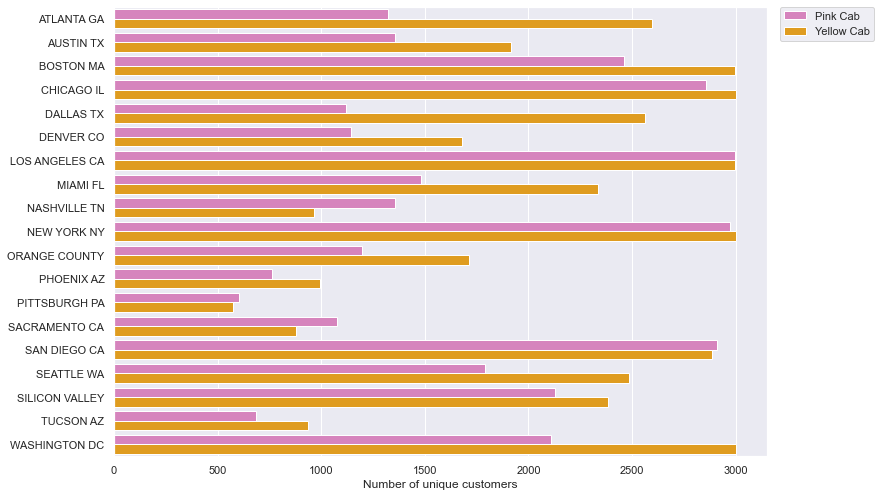 ATLANTA GA
AUSTIN TX
BOSTON MA
CHICAGO IL
DALLAS TX
DENVER CO
LOS ANGELES CA
MIAMI FL
NASHVILLE TN
NEW YORK NY
ORANGE COUNTY
PHOENIX AZ
PITTSBURGH PA
SACRAMENTO CA
SAN DIEGO CA
SEATTLE WA
SILICON VALLEY
TUCSON AZ
WASHINGTON DC
0 500 1000 1500 2000 2500 3000
Number of unique customers
Pink Cab
Yellow Cab